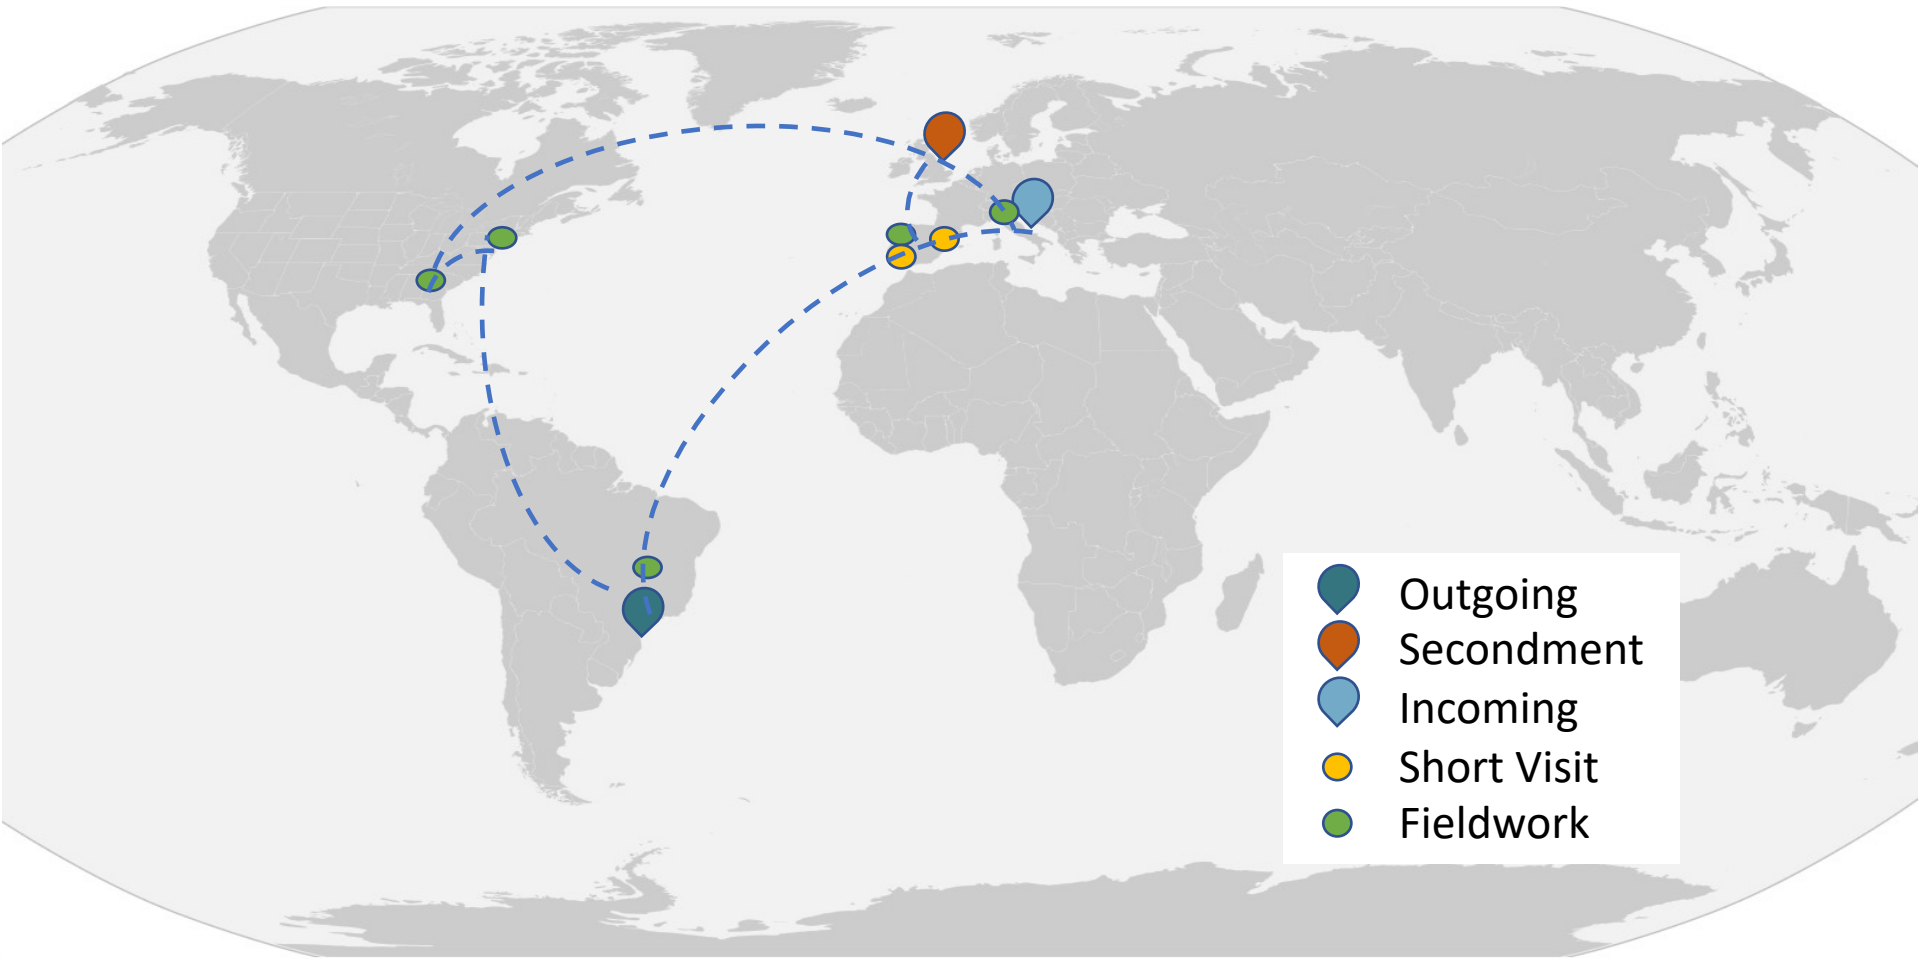 Outgoing
Secondment
Incoming
Short Visit
Fieldwork